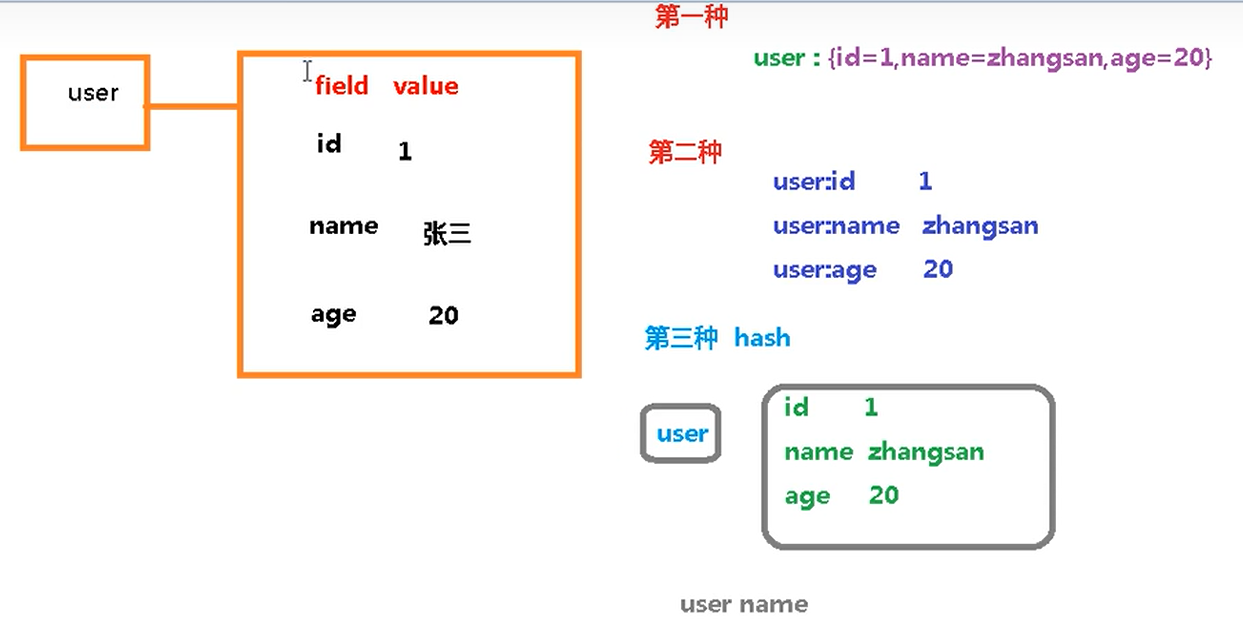 user
field value
id 1
name 张三
age 20
第一种
user : {id=1,name=zhangsan,age=20}
第二种
user:id 1
user:name zhangsan
user:age 20
第三种 hash
user
id 1
name zhangsan
age 20
user name